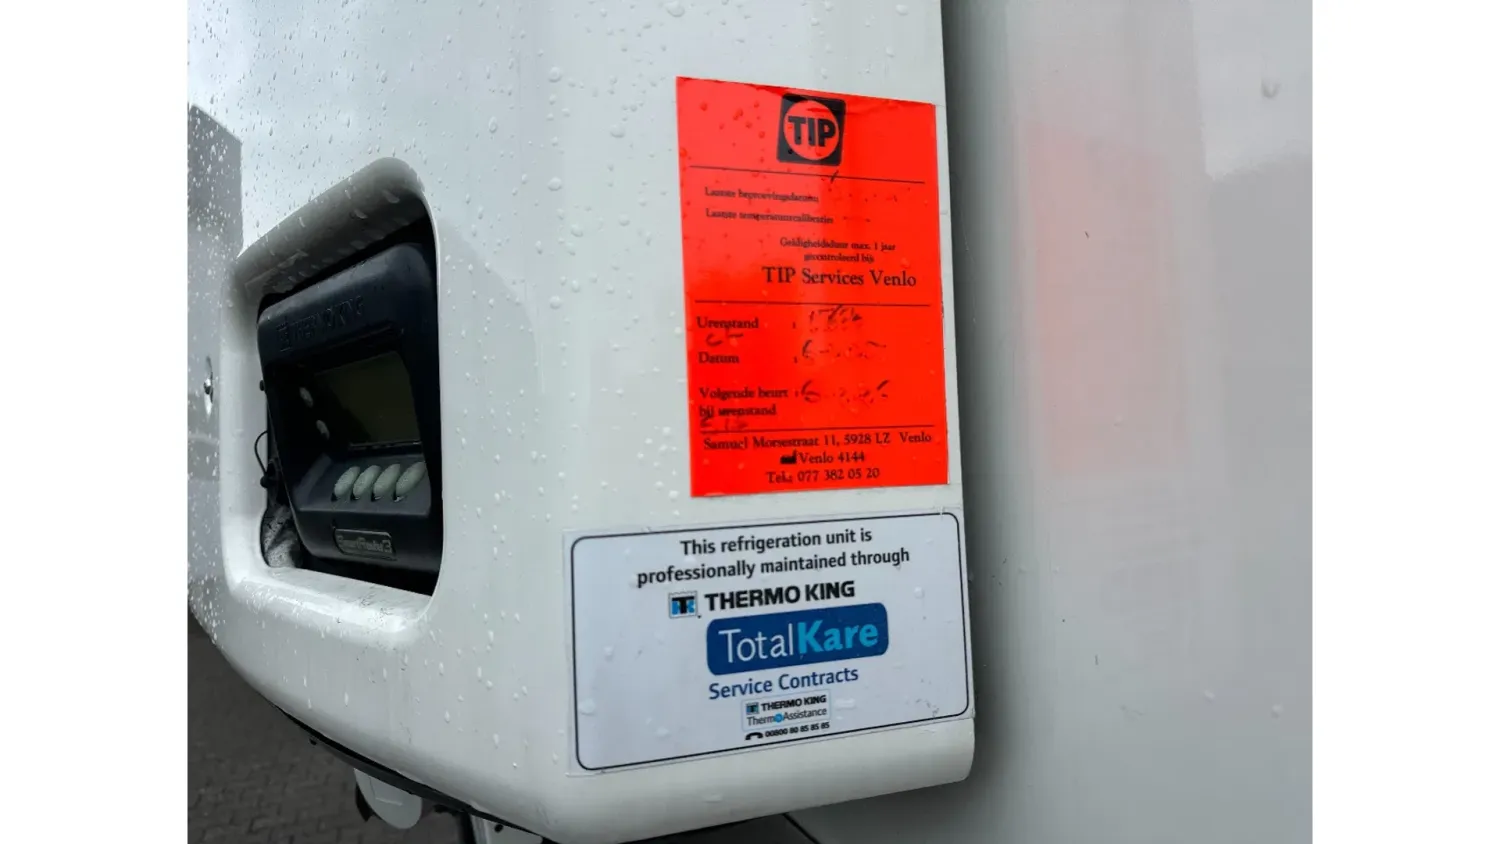 THERMO KING
TIP
Laatste beproevingsdatum
Laatste temperatuurcalibratie
Geldigheidsduur max. 1 jaar
gecontroleerd bij:
TIP Services Venlo
Urenstand :
Datum :
Volgende beurt :
bij urenstand
Samuel Morsestraat 11, 5928 LZ Venlo
Venlo 4144
Tel.: 077 382 05 20
This refrigeration unit is
professionally maintained through
THERMO KING
TotalKare
Service Contracts
THERMO KING
ThermoAssistance
00800 80 85 85 85